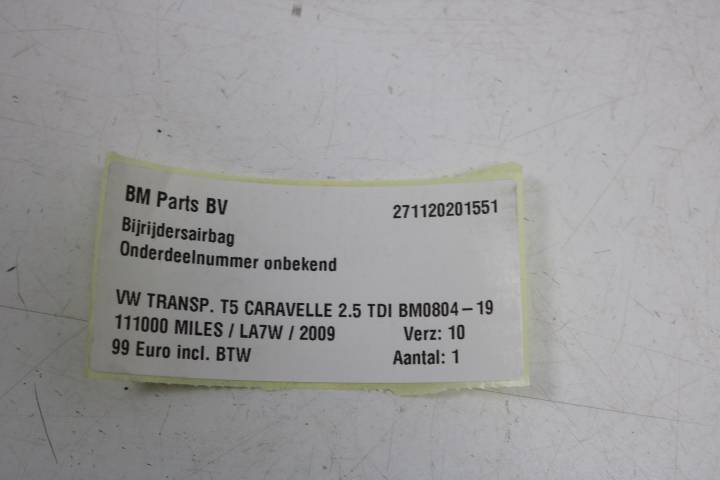 BM Parts BV 271120201551
Bijrijdersairbag
Onderdeelnummer onbekend
VW TRANSP. T5 CARAVELLE 2.5 TDI BM0804-19
111000 MILES / LA7W / 2009 Verz: 10
99 Euro incl. BTW Aantal: 1